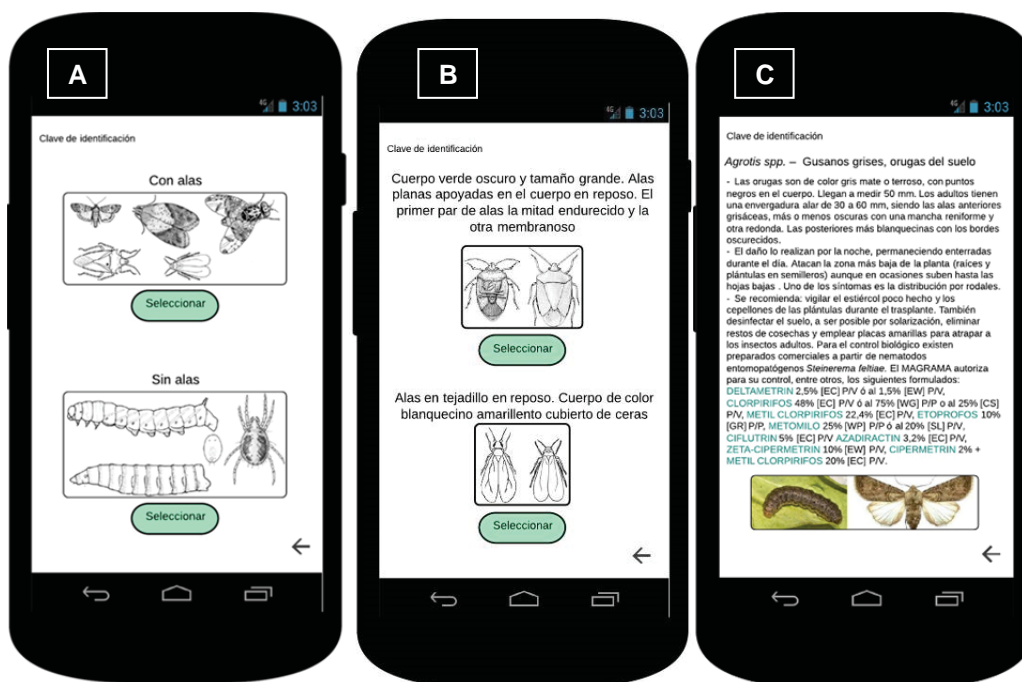 A
4G 3:03
Clave de identificación
Con alas
Seleccionar
Sin alas
Seleccionar
B
4G 3:03
Clave de identificación
Cuerpo verde oscuro y tamaño grande. Alas
planas apoyadas en el cuerpo en reposo. El
primer par de alas la mitad endurecido y la
otra membranoso
Seleccionar
Alas en tejadillo en reposo. Cuerpo de color
blanquecino amarillento cubierto de ceras
Seleccionar
C
4G 3:03
Clave de identificación
Agrotis spp. – Gusanos grises, orugas del suelo
- Las orugas son de color gris mate o terroso, con puntos
negros en el cuerpo. Llegan a medir 50 mm. Los adultos tienen
una envergadura alar de 30 a 60 mm, siendo las alas anteriores
grisáceas, más o menos oscuras con una mancha reniforme y
otra redonda. Las posteriores más blanquecinas con los bordes
oscurecidos.
- El daño lo realizan por la noche, permaneciendo enterradas
durante el día. Atacan la zona más baja de la planta (raíces y
plántulas en semilleros) aunque en ocasiones suben hasta las
hojas bajas . Uno de los síntomas es la distribución por rodales.
- Se recomienda: vigilar el estiércol poco hecho y los
cepellones de las plántulas durante el trasplante. También
desinfectar el suelo, a ser posible por solarización, eliminar
restos de cosechas y emplear placas amarillas para atrapar a
los insectos adultos. Para el control biológico existen
preparados comerciales a partir de nematodos
entomopatógenos Steinerema feltiae. El MAGRAMA autoriza
para su control, entre otros, los siguientes formulados:
DELTAMETRIN 2,5% [EC] P/V ó al 1,5% [EW] P/V,
CLORPIRIFOS 48% [EC] P/V ó al 75% [WG] P/P o al 25% [CS]
P/V, METIL CLORPIRIFOS 22,4% [EC] P/V, ETOPROFOS 10%
[GR] P/P, METOMILO 25% [WP] P/P ó al 20% [SL] P/V,
CIFLUTRIN 5% [EC] P/V AZADIRACTIN 3,2% [EC] P/V,
ZETA-CIPERMETRIN 10% [EW] P/V, CIPERMETRIN 2% +
METIL CLORPIRIFOS 20% [EC] P/V.